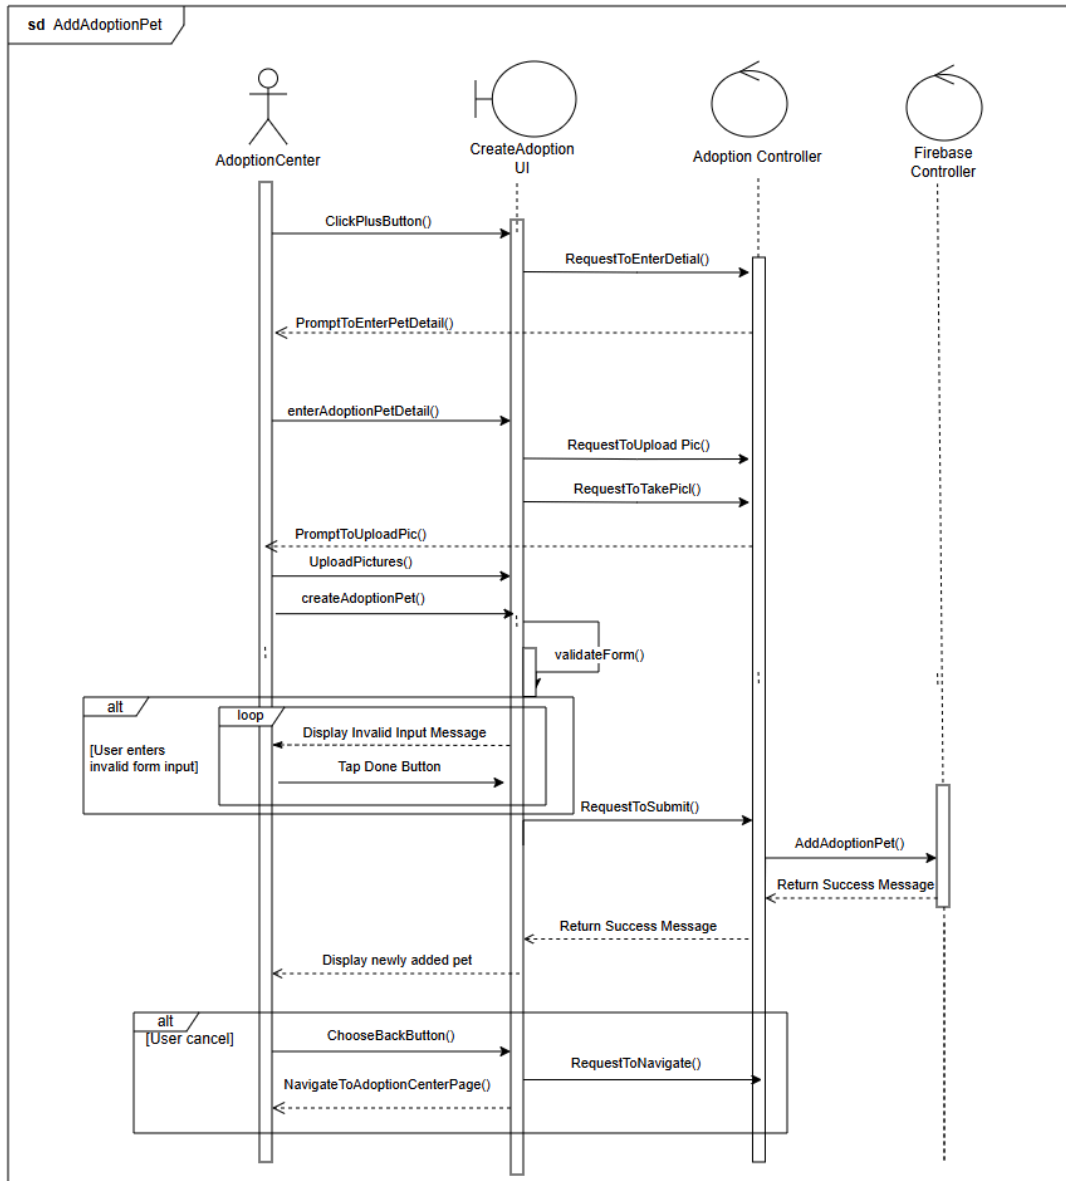 sd AddAdoptionPet
AdoptionCenter
CreateAdoption
UI
Adoption Controller
Firebase
Controller
ClickPlusButton()
RequestToEnterDetial()
PromptToEnterPetDetail()
enterAdoptionPetDetail()
RequestToUpload Pic()
RequestToTakePicl()
PromptToUploadPic()
UploadPictures()
createAdoptionPet()
validateForm()
alt
loop
[User enters
invalid form input]
Display Invalid Input Message
Tap Done Button
RequestToSubmit()
AddAdoptionPet()
Return Success Message
Return Success Message
Display newly added pet
alt
[User cancel]
ChooseBackButton()
RequestToNavigate()
NavigateToAdoptionCenterPage()